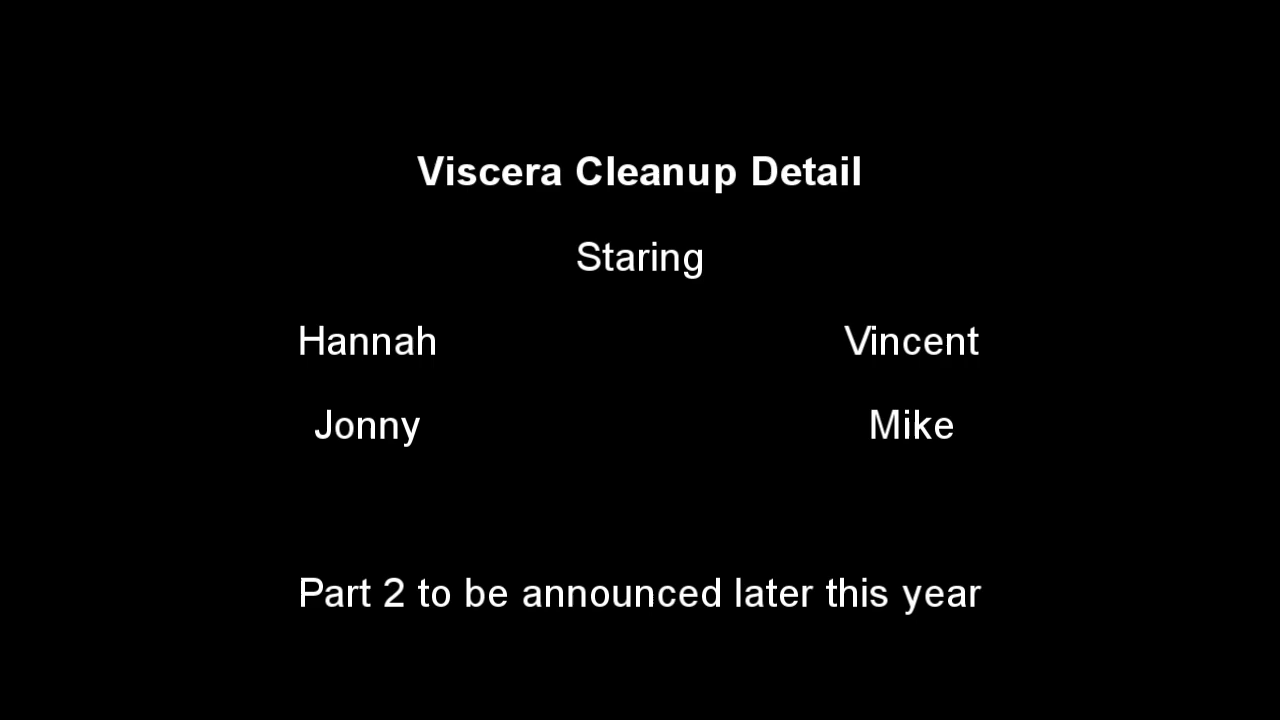 Viscera Cleanup Detail
Staring
Hannah Vincent
Jonny Mike
Part 2 to be announced later this year